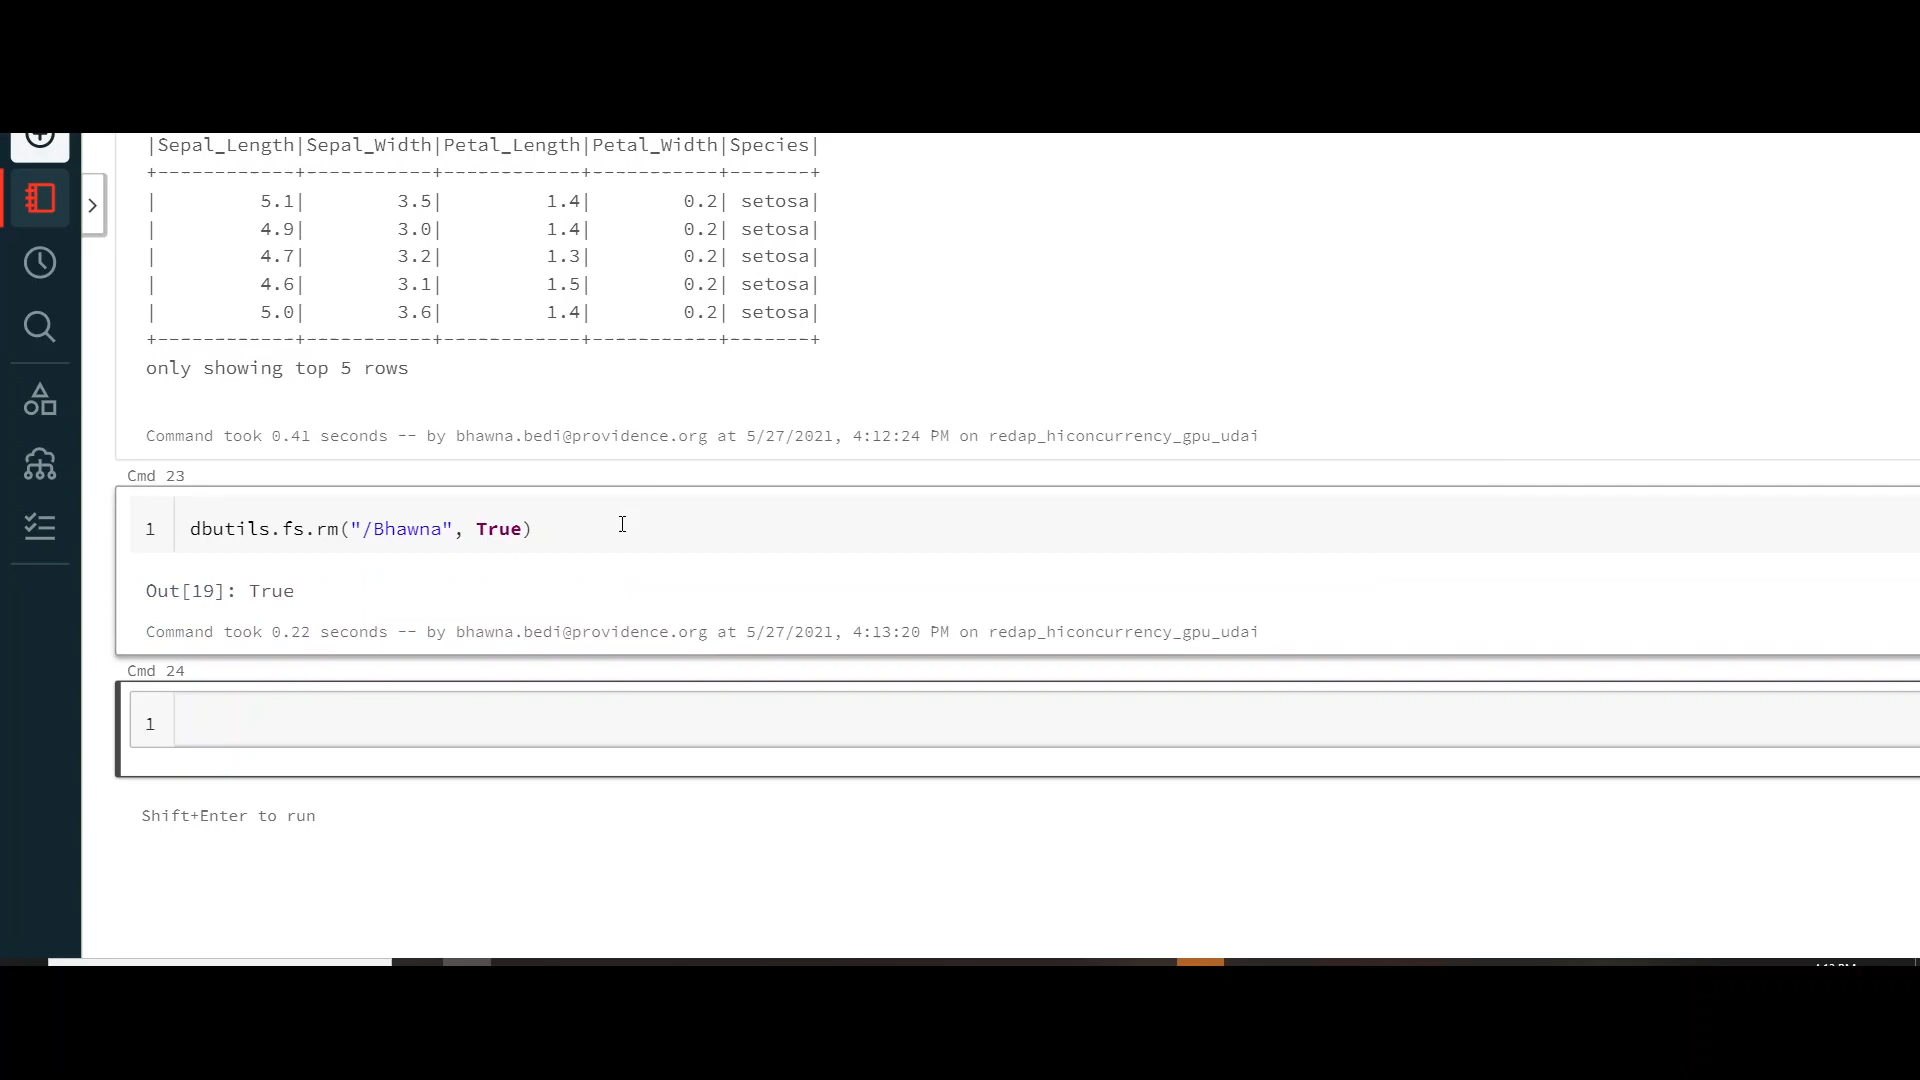 |Sepal_Length|Sepal_Width|Petal_Length|Petal_Width|Species|
+------------+-----------+------------+-----------+-------+
|         5.1|        3.5|         1.4|        0.2| setosa|
|         4.9|        3.0|         1.4|        0.2| setosa|
|         4.7|        3.2|         1.3|        0.2| setosa|
|         4.6|        3.1|         1.5|        0.2| setosa|
|         5.0|        3.6|         1.4|        0.2| setosa|
+------------+-----------+------------+-----------+-------+
only showing top 5 rows
Command took 0.41 seconds -- by bhawna.bedi@providence.org at 5/27/2021, 4:12:24 PM on redap_hiconcurrency_gpu_udai
Cmd 23
1 dbutils.fs.rm("/Bhawna", True)
Out[19]: True
Command took 0.22 seconds -- by bhawna.bedi@providence.org at 5/27/2021, 4:13:20 PM on redap_hiconcurrency_gpu_udai
Cmd 24
1
Shift+Enter to run